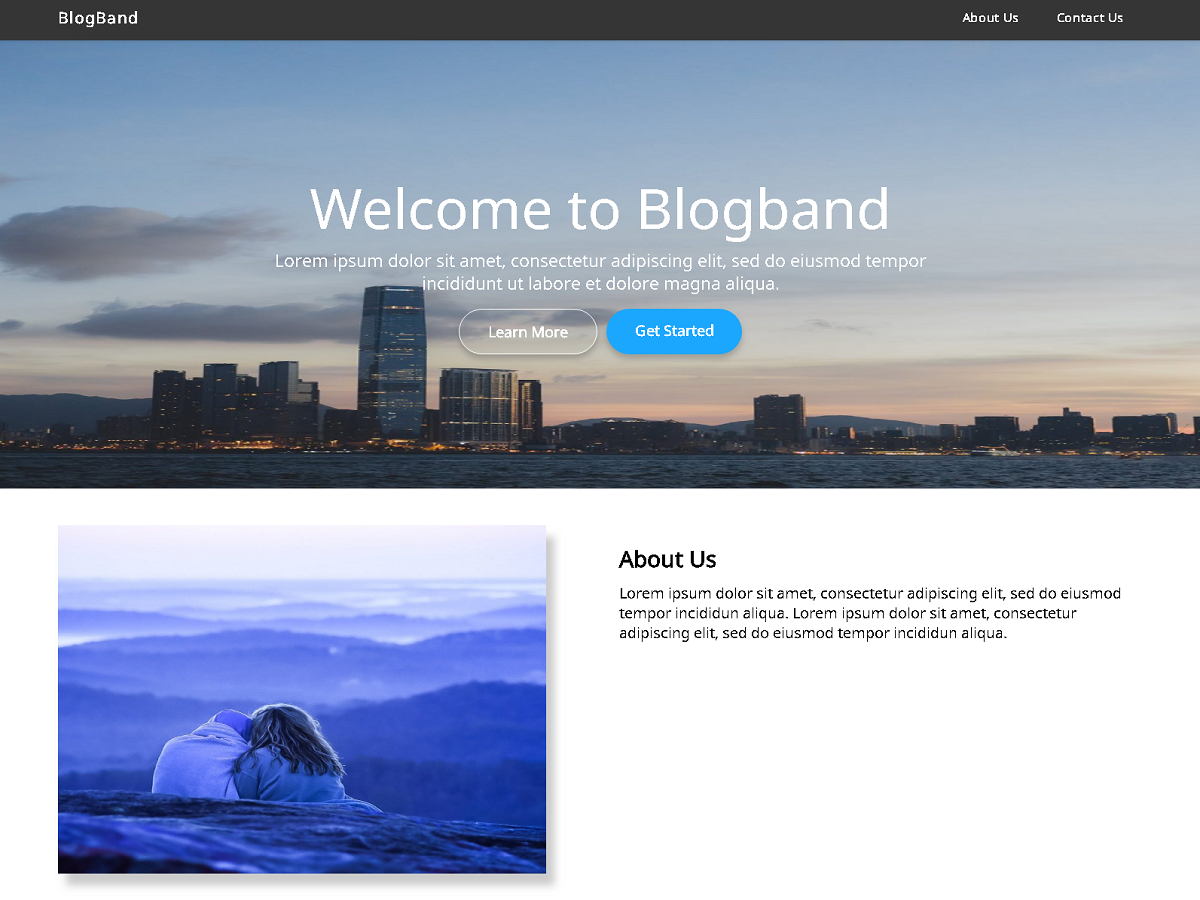 BlogBand
About Us
Contact Us
Welcome to Blogband
Lorem ipsum dolor sit amet, consectetur adipiscing elit, sed do eiusmod tempor
incididunt ut labore et dolore magna aliqua.
Learn More
Get Started
About Us
Lorem ipsum dolor sit amet, consectetur adipiscing elit, sed do eiusmod
tempor incididun aliqua. Lorem ipsum dolor sit amet, consectetur
adipiscing elit, sed do eiusmod tempor incididun aliqua.